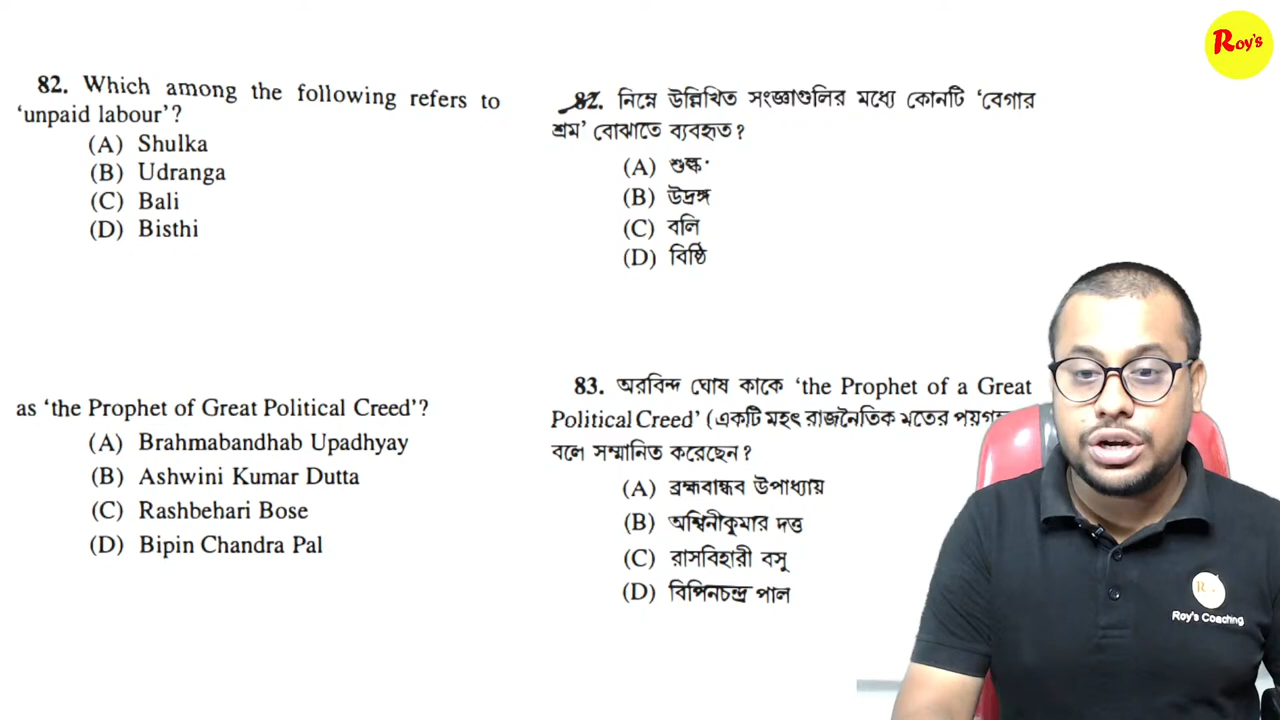 Roy's
82. Which among the following refers to
‘unpaid labour’?
(A) Shulka
(B) Udranga
(C) Bali
(D) Bisthi
82. নিম্নে উল্লিখিত সংজ্ঞাগুলির মধ্যে কোনটি ‘বেগার
শ্রম’ বোঝাতে ব্যবহৃত?
(A) শুল্ক
(B) উদ্রঙ্গ
(C) বলি
(D) বিষ্ঠি
as ‘the Prophet of Great Political Creed’?
(A) Brahmabandhab Upadhyay
(B) Ashwini Kumar Dutta
(C) Rashbehari Bose
(D) Bipin Chandra Pal
83. অরবিন্দ ঘোষ কাকে ‘the Prophet of a Great
Political Creed’ (একটি মহৎ রাজনৈতিক মতের
বলে সম্মানিত করেছেন?
(A) ব্রহ্মবান্ধব উপাধ্যায়
(B) অশ্বিনীকুমার দত্ত
(C) রাসবিহারী বসু
(D) বিপিনচন্দ্র পাল
Roy's Coaching